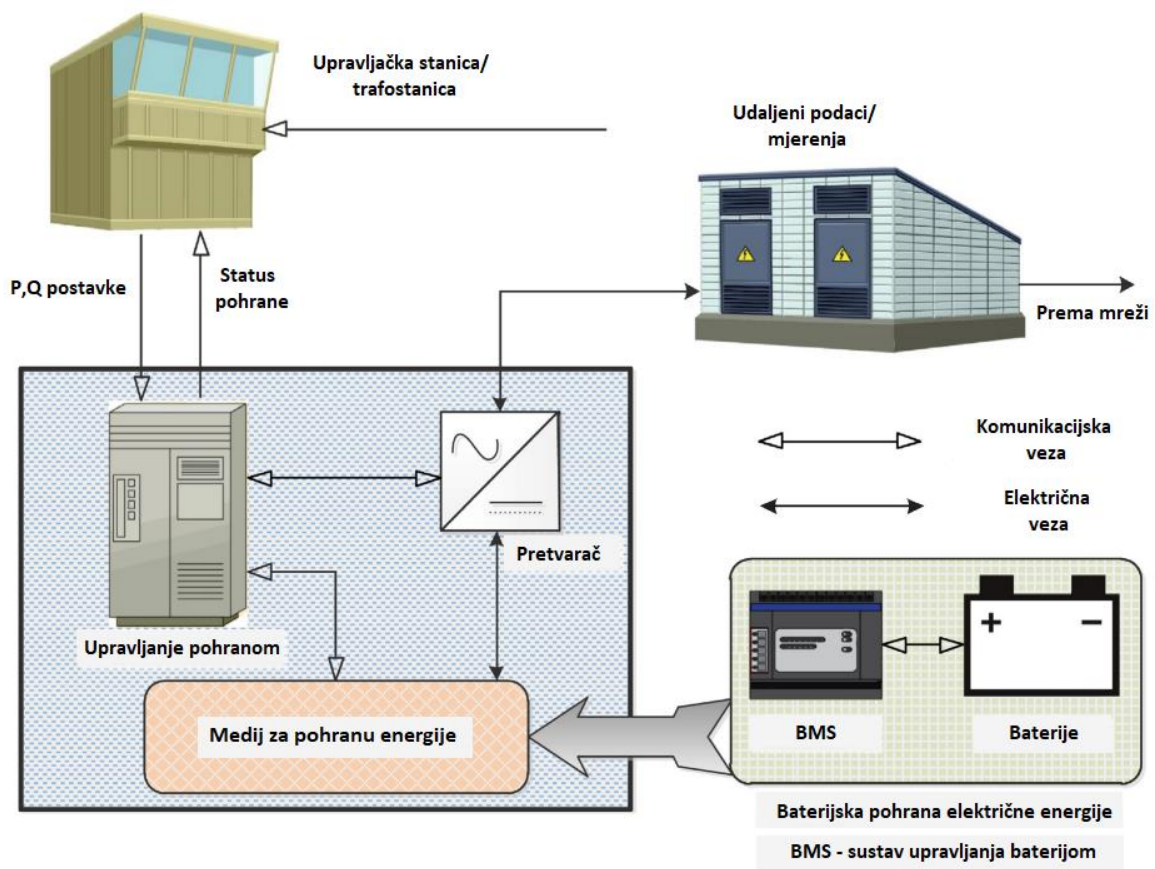 Upravljačka stanica/
trafostanica
Udaljeni podaci/
mjerenja
P,Q postavke
Status
pohrane
Prema mreži
Komunikacijska
veza
Električna
veza
Pretvarač
Upravljanje pohranom
Medij za pohranu energije
+ −
BMS
Baterije
Baterijska pohrana električne energije
BMS - sustav upravljanja baterijom